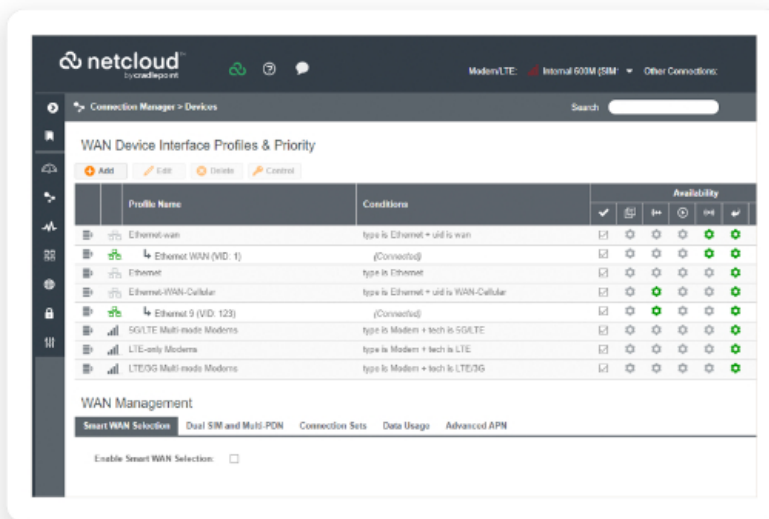 netcloud
by cradlepoint
Modem/LTE: Internal 600M (SIM1 Other Connections:
Connection Manager > Devices
Search
WAN Device Interface Profiles & Priority
Add Edit Delete Control
Availability
Profile Name Conditions
Ethernet-wan type is Ethernet + uid is wan
Ethernet WAN (VID: 1) (Connected)
Ethernet type is Ethernet
Ethernet-WAN-Cellular type is Ethernet + uid is WAN-Cellular
Ethernet 9 (VID: 123) (Connected)
5G/LTE Multi-mode Modems type is Modem + tech is 5G/LTE
LTE-only Modems type is Modem + tech is LTE
LTE/3G Multi-mode Modems type is Modem + tech is LTE/3G
WAN Management
Smart WAN Selection Dual SIM and Multi-PDN Connection Sets Data Usage Advanced APN
Enable Smart WAN Selection: